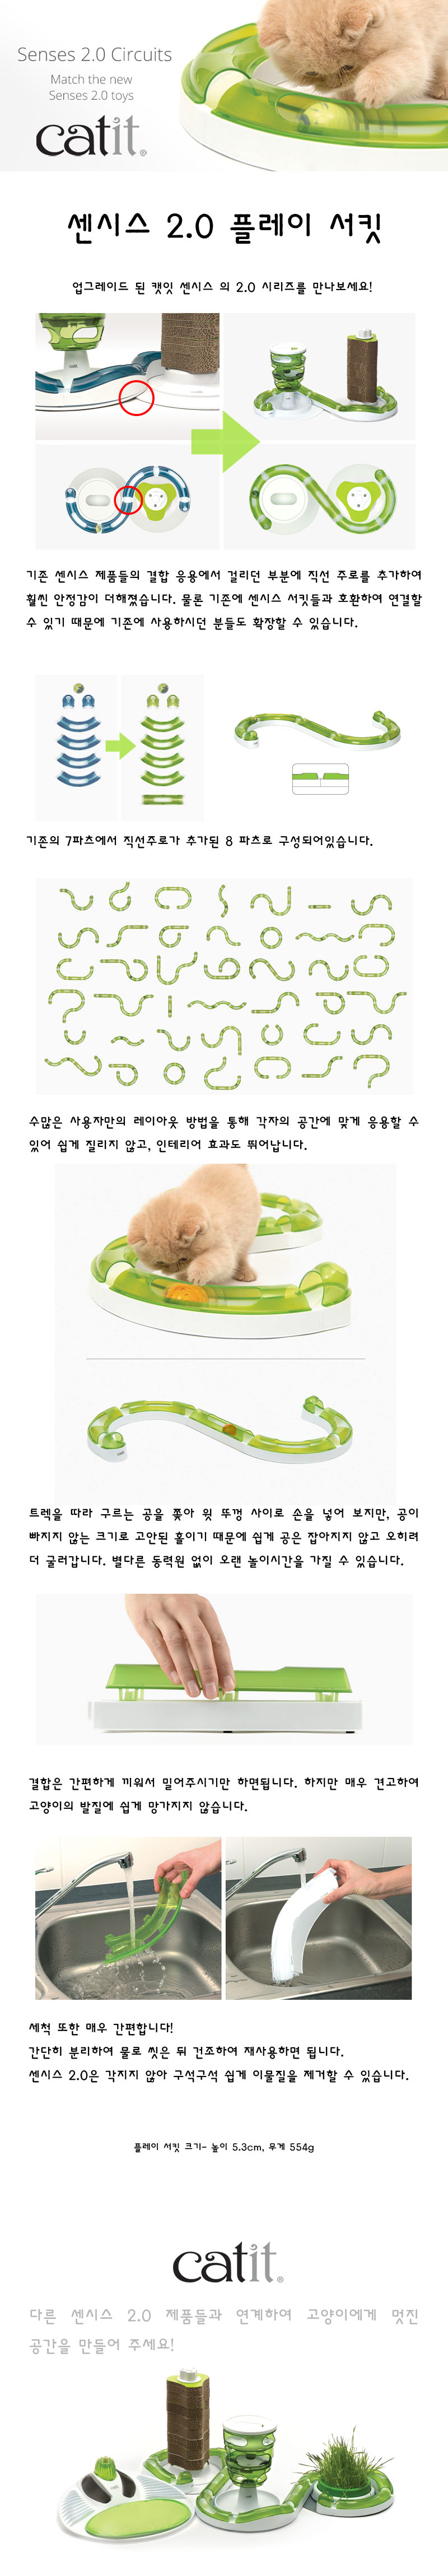 Senses 2.0 Circuits
Match the new
Senses 2.0 toys
catit®
센시스 2.0 플레이 서킷
업그레이드 된 캣잇 센시스 의 2.0 시리즈를 만나보세요!
기존 센시스 제품들의 결합 응용에서 걸리던 부분에 직선 주로를 추가하여
훨씬 안정감이 더해졌습니다. 물론 기존에 센시스 서킷들과 호환하여 연결할
수 있기 때문에 기존에 사용하시던 분들도 확장할 수 있습니다.
기존의 7파츠에서 직선주로가 추가된 8 파츠로 구성되어있습니다.
수많은 사용자만의 레이아웃 방법을 통해 각자의 공간에 맞게 응용할 수
있어 쉽게 질리지 않고, 인테리어 효과도 뛰어납니다.
트렉을 따라 구르는 공을 쫒아 윗 뚜껑 사이로 손을 넣어 보지만, 공이
빠지지 않는 크기로 고안된 홀이기 때문에 쉽게 공은 잡아지지 않고 오히려
더 굴러갑니다. 별다른 동력원 없이 오랜 놀이시간을 가질 수 있습니다.
결합은 간편하게 끼워서 밀어주시기만 하면됩니다. 하지만 매우 견고하여
고양이의 발질에 쉽게 망가지지 않습니다.
세척 또한 매우 간편합니다!
간단히 분리하여 물로 씻은 뒤 건조하여 재사용하면 됩니다.
센시스 2.0은 각지지 않아 구석구석 쉽게 이물질을 제거할 수 있습니다.
플레이 서킷 크기- 높이 5.3cm, 무게 554g
catit®
다른 센시스 2.0 제품들과 연계하여 고양이에게 멋진
공간을 만들어 주세요!